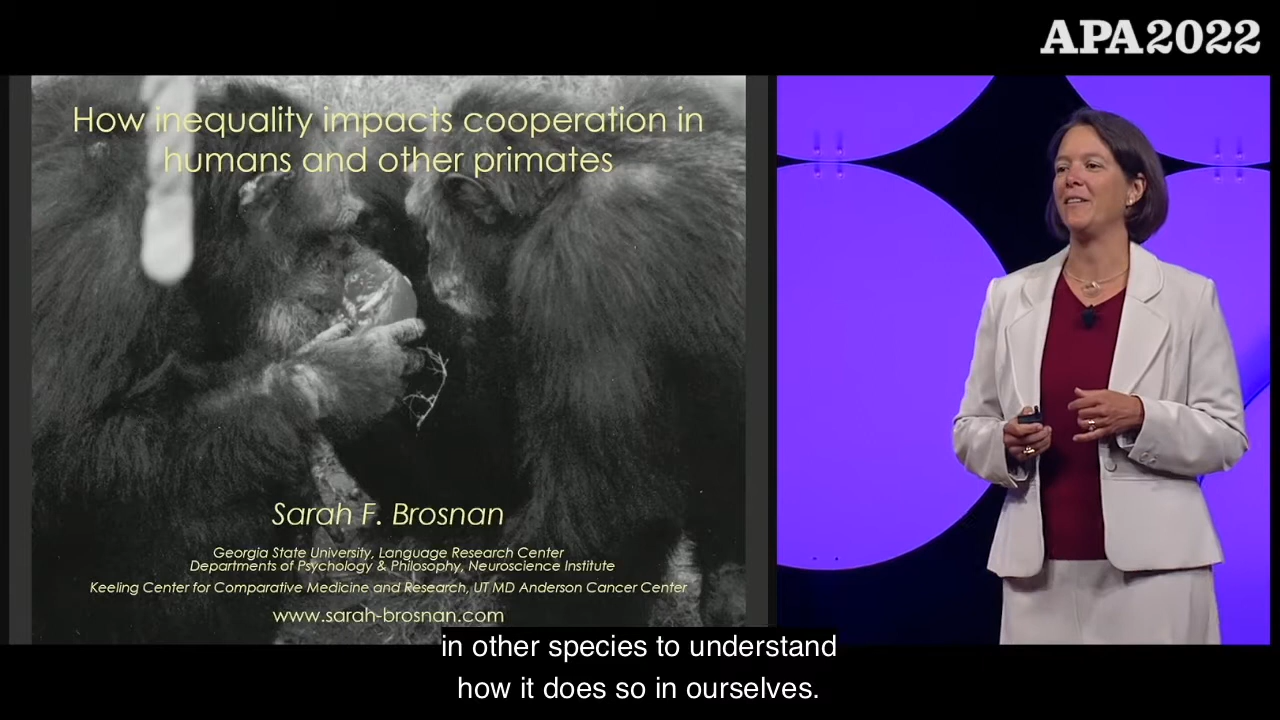 APA2022
How inequality impacts cooperation in
humans and other primates
Sarah F. Brosnan
Georgia State University, Language Research Center
Departments of Psychology & Philosophy, Neuroscience Institute
Keeling Center for Comparative Medicine and Research, UT MD Anderson Cancer Center
www.sarah-brosnan.com
in other species to understand
how it does so in ourselves.